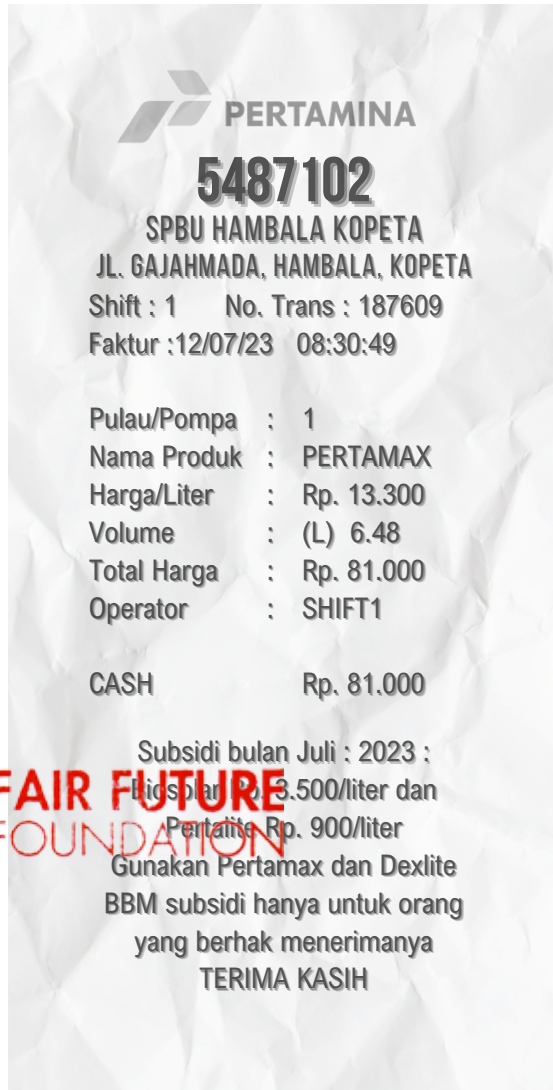 PERTAMINA
5487102
SPBU HAMBALA KOPETA
JL. GAJAHMADA, HAMBALA, KOPETA
Shift : 1 No. Trans : 187609
Faktur :12/07/23 08:30:49
Pulau/Pompa : 1
Nama Produk : PERTAMAX
Harga/Liter : Rp. 13.300
Volume : (L) 6.48
Total Harga : Rp. 81.000
Operator : SHIFT1
CASH Rp. 81.000
Subsidi bulan Juli : 2023 :
Biosolar Rp. 3.500/liter dan
FAIR FUTURE
Pertalite Rp. 900/liter
FOUNDATION
Gunakan Pertamax dan Dexlite
BBM subsidi hanya untuk orang
yang berhak menerimanya
TERIMA KASIH